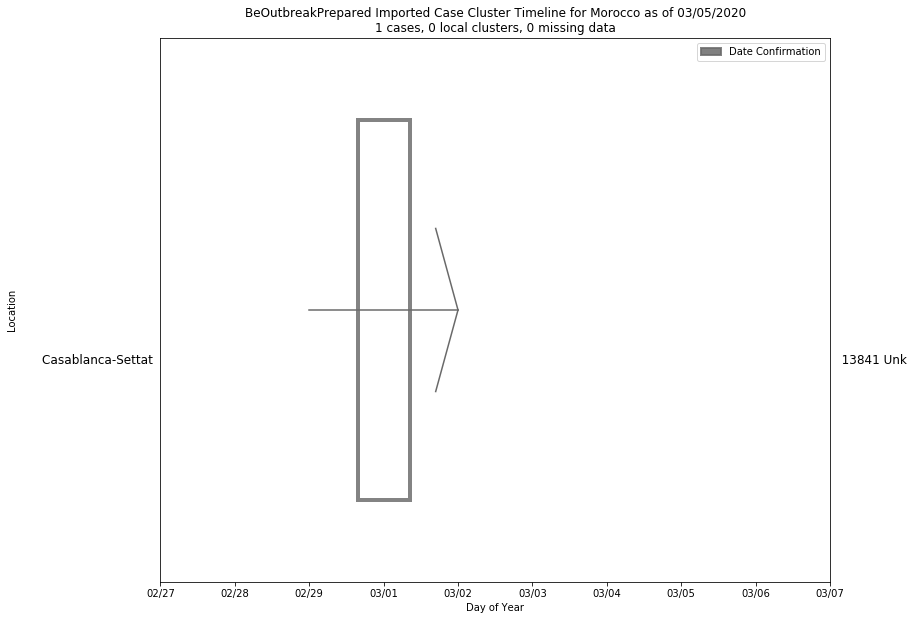 BeOutbreakPrepared Imported Case Cluster Timeline for Morocco as of 03/05/2020
1 cases, 0 local clusters, 0 missing data
Date Confirmation
Location
Casablanca-Settat
13841 Unk
02/27 02/28 02/29 03/01 03/02 03/03 03/04 03/05 03/06 03/07
Day of Year